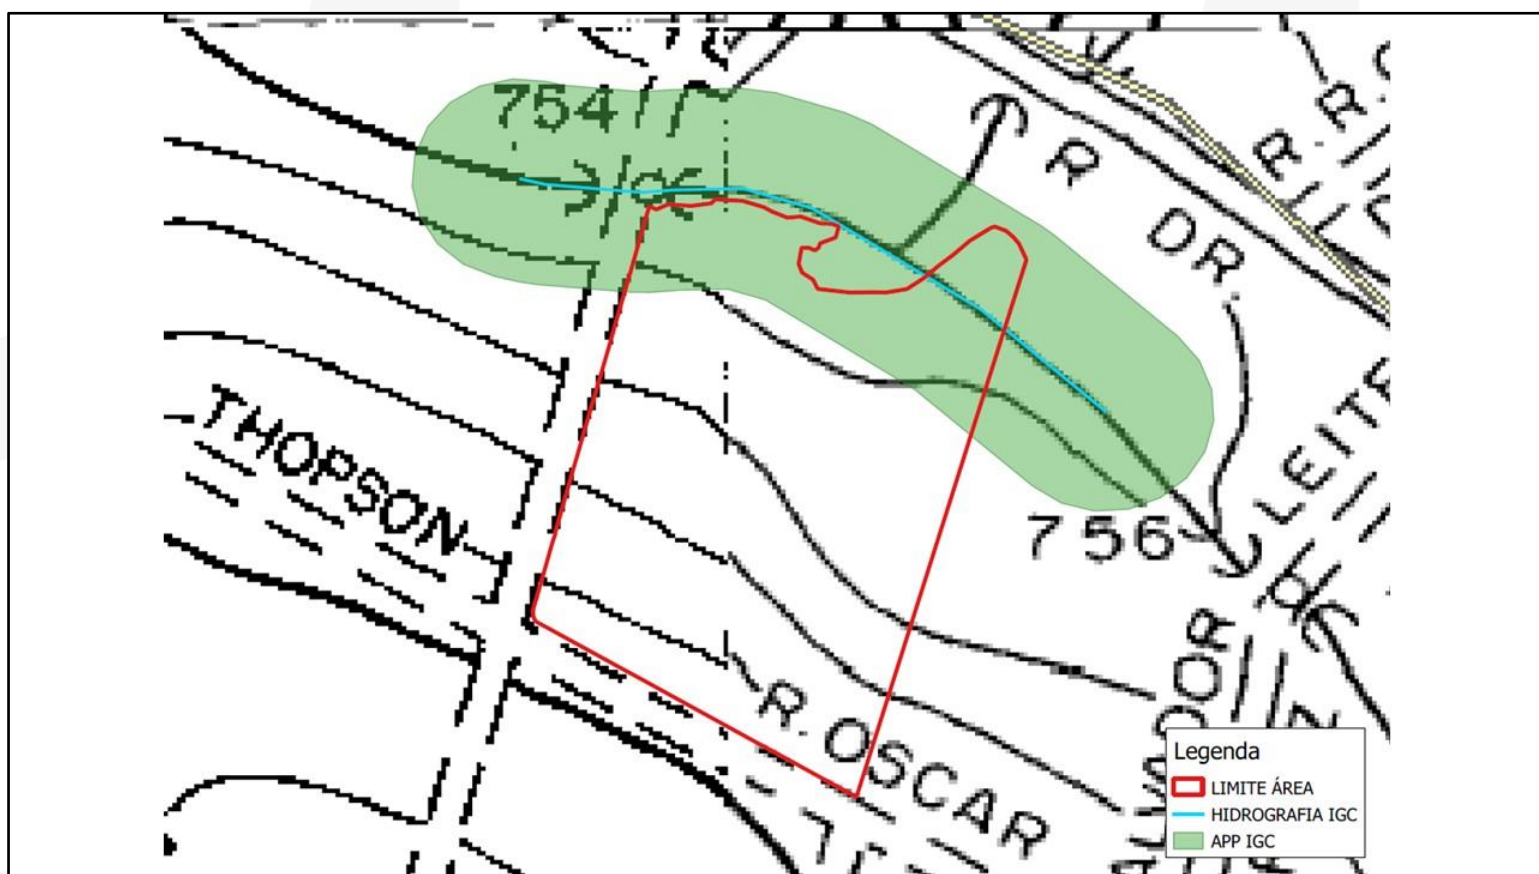 754
R. R.
R DR.
R.
THOPSON
LEITE
756
R. OSCAR
Legenda
LIMITE ÁREA
HIDROGRAFIA IGC
APP IGC